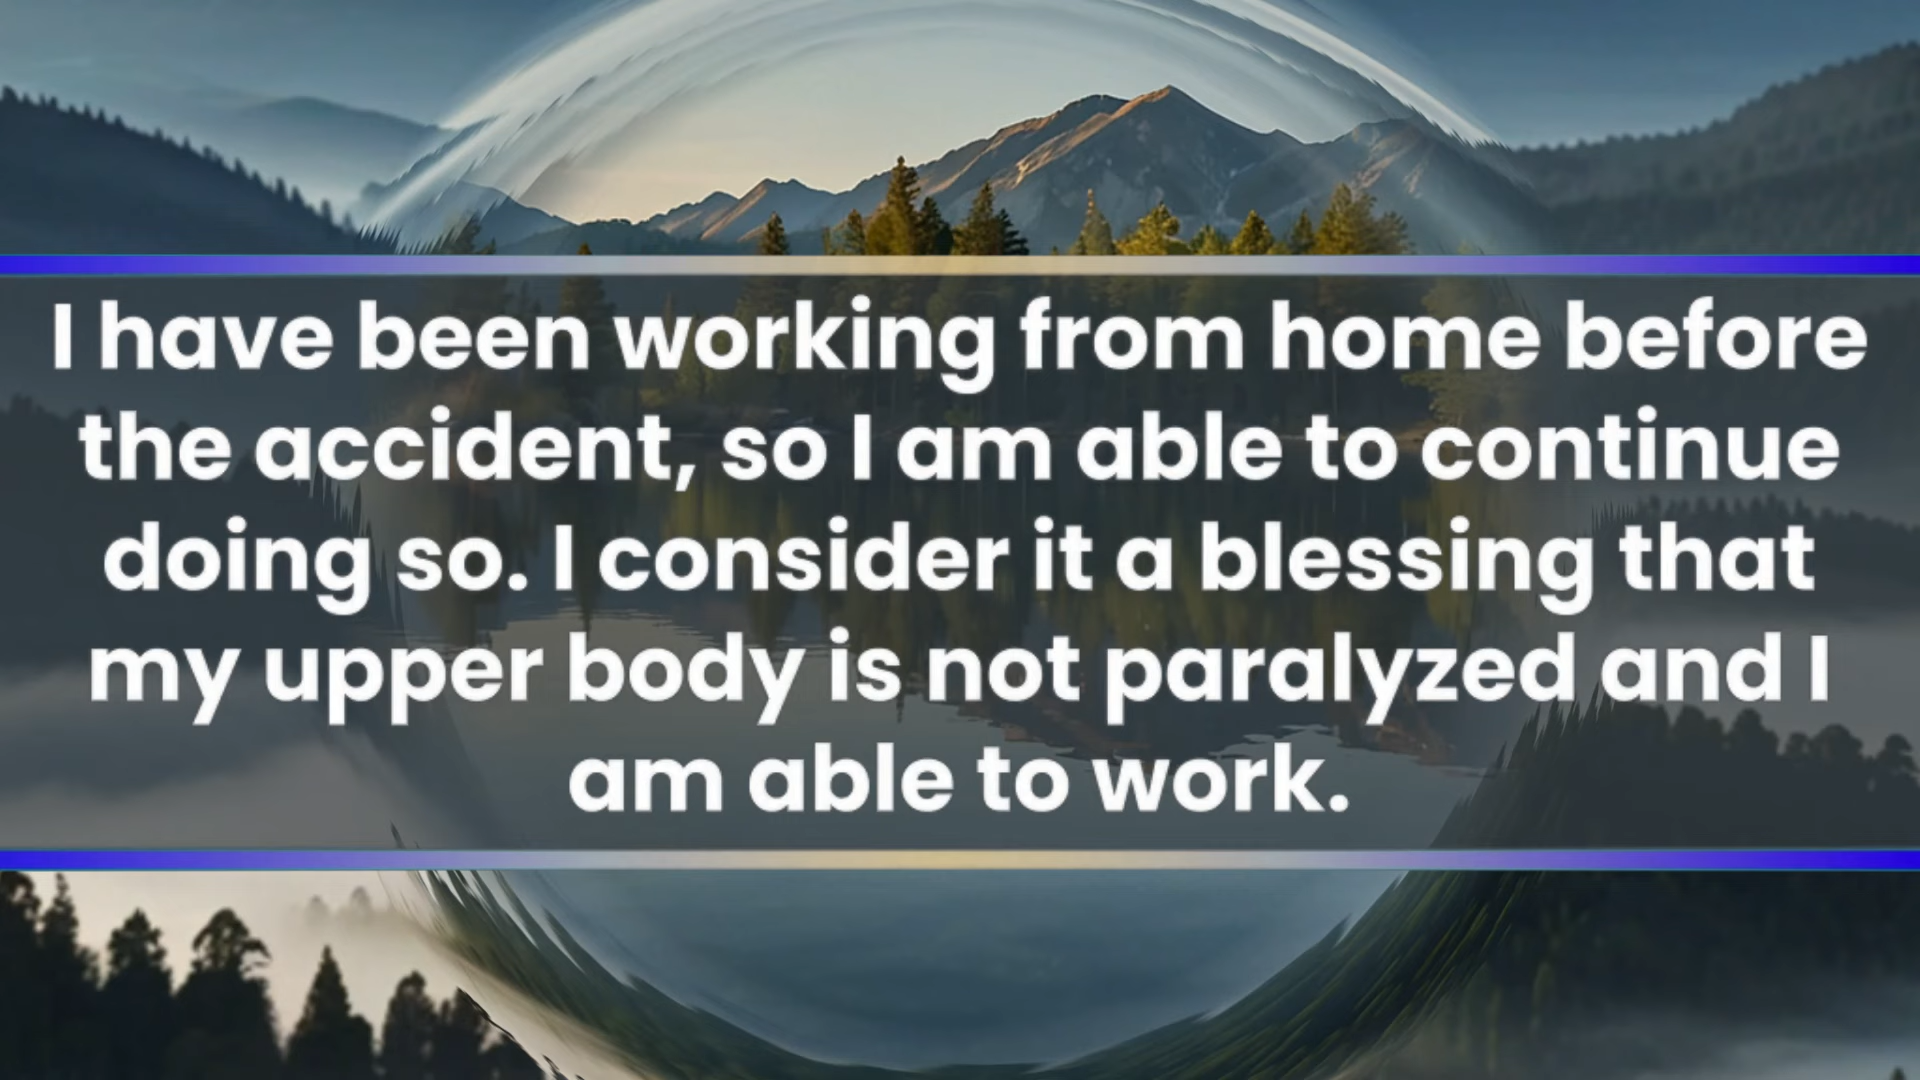 I have been working from home before
the accident, so I am able to continue
doing so. I consider it a blessing that
my upper body is not paralyzed and I
am able to work.